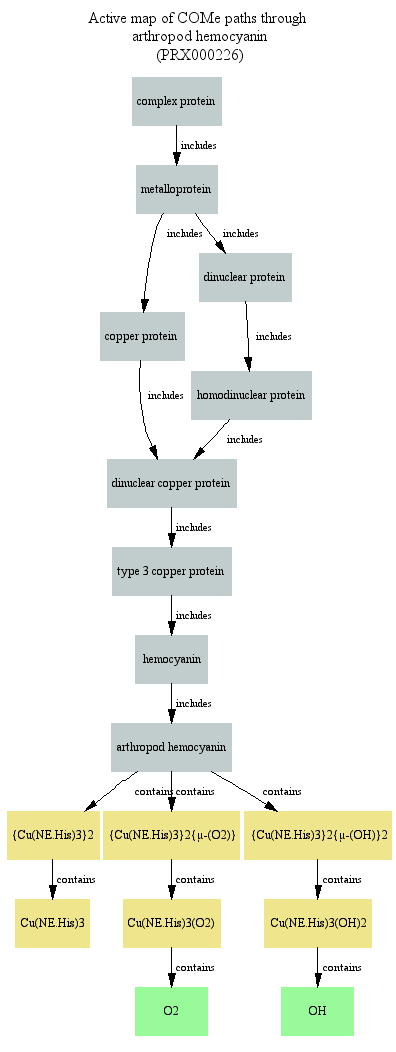 Active map of COMe paths through
arthropod hemocyanin
(PRX000226)
complex protein
includes
metalloprotein
includes
includes
dinuclear protein
copper protein
includes
homodinuclear protein
includes
includes
dinuclear copper protein
includes
type 3 copper protein
includes
hemocyanin
includes
arthropod hemocyanin
contains
contains
contains
{Cu(NE.His)3}2
{Cu(NE.His)3}2{μ-(O2)}
{Cu(NE.His)3}2{μ-(OH)}2
contains
contains
contains
Cu(NE.His)3
Cu(NE.His)3(O2)
Cu(NE.His)3(OH)2
contains
contains
O2
OH